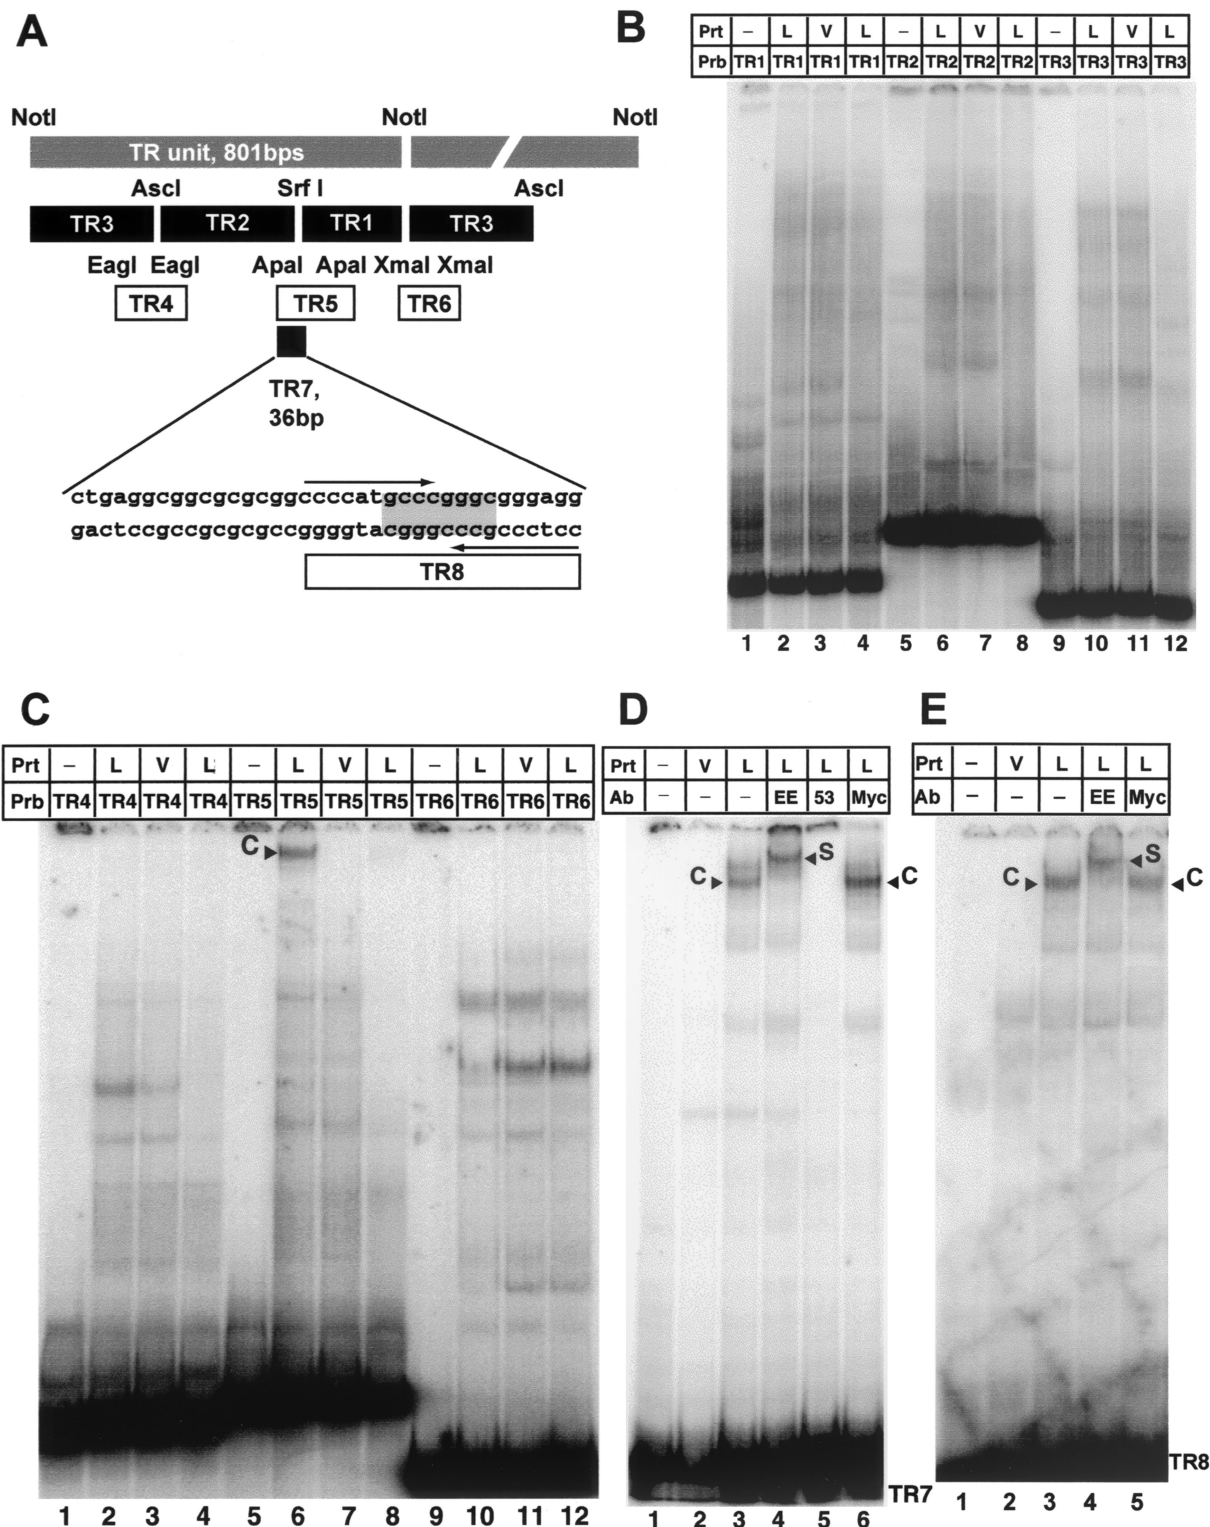 A
NotI NotI NotI
TR unit, 801bps
AscI Srf I AscI
TR3 TR2 TR1 TR3
EagI EagI ApaI ApaI XmaI XmaI
TR4 TR5 TR6
TR7,
36bp
ctgaggcggcgcgcggccccatgcccgggcgggagg
gactccgccgcgcgccggggtacgggcccgccctcc
TR8
B
Prt – L V L – L V L – L V L
Prb TR1 TR1 TR1 TR1 TR2 TR2 TR2 TR2 TR3 TR3 TR3 TR3
1 2 3 4 5 6 7 8 9 10 11 12
C
Prt – L V L – L V L – L V L
Prb TR4 TR4 TR4 TR4 TR5 TR5 TR5 TR5 TR6 TR6 TR6 TR6
C
1 2 3 4 5 6 7 8 9 10 11 12
D
Prt – V L L L L
Ab – – – EE 53 Myc
S
C C
TR7
1 2 3 4 5 6
E
Prt – V L L L
Ab – – – EE Myc
S
C C
TR8
1 2 3 4 5